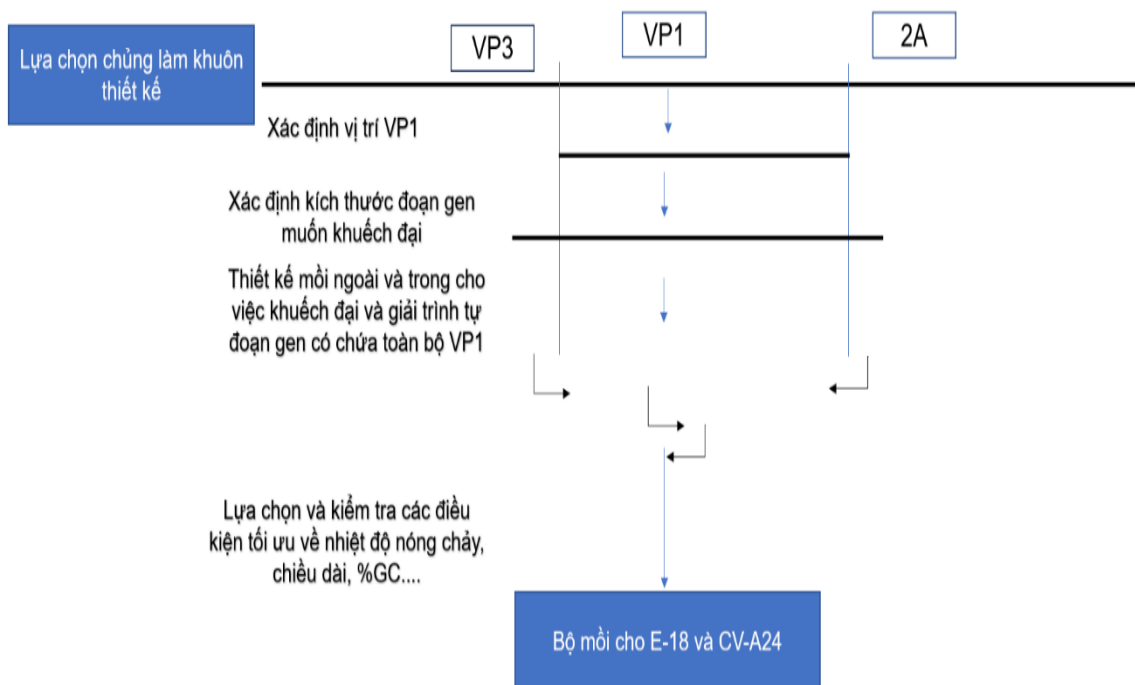 Lựa chọn chủng làm khuôn
thiết kế
VP3
VP1
2A
Xác định vị trí VP1
Xác định kích thước đoạn gen
muốn khuếch đại
Thiết kế mồi ngoài và trong cho
việc khuếch đại và giải trình tự
đoạn gen có chứa toàn bộ VP1
Lựa chọn và kiểm tra các điều
kiện tối ưu về nhiệt độ nóng chảy,
chiều dài, %GC....
Bộ mồi cho E-18 và CV-A24